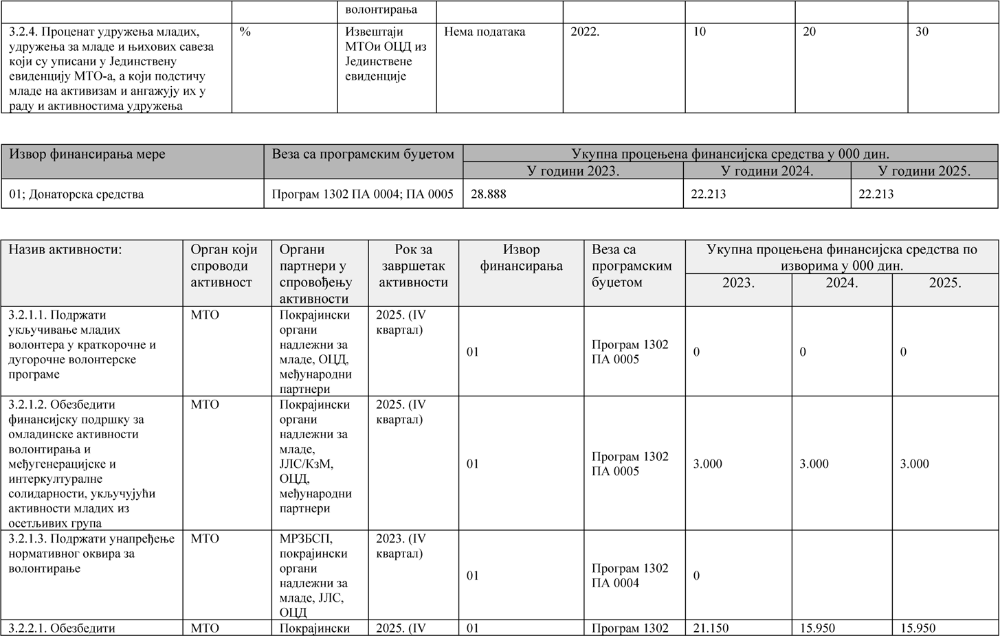 волонтирања
3.2.4. Проценат удружења младих,
удружења за младе и њихових савеза
који су уписани у Јединствену
евиденцију МТО-а, а који подстичу
младе на активизам и ангажују их у
раду и активностима удружења
%
Извештаји
МТОи ОЦД из
Јединствене
евиденције
Нема података
2022.
10
20
30
Извор финансирања мере
Веза са програмским буџетом
Укупна процењена финансијска средства у 000 дин.
У години 2023.
У години 2024.
У години 2025.
01; Донаторска средства
Програм 1302 ПА 0004; ПА 0005
28.888
22.213
22.213
Назив активности:
Орган који
спроводи
активност
Органи
партнери у
спровођењу
активности
Рок за
завршетак
активности
Извор
финансирања
Веза са
програмским
буџетом
Укупна процењена финансијска средства по
изворима у 000 дин.
2023.
2024.
2025.
3.2.1.1. Подржати
укључивање младих
волонтера у краткорочне и
дугорочне волонтерске
програме
МТО
Покрајински
органи
надлежни за
младе, ОЦД,
међународни
партнери
2025. (IV
квартал)
01
Програм 1302
ПА 0005
0
0
0
3.2.1.2. Обезбедити
финансијску подршку за
омладинске активности
волонтирања и
међугенерацијске и
интеркултуралне
солидарности, укључујући
активности младих из
осетљивих група
МТО
Покрајински
органи
надлежни за
младе,
ЈЛС/КзМ,
ОЦД,
међународни
партнери
2025. (IV
квартал)
01
Програм 1302
ПА 0005
3.000
3.000
3.000
3.2.1.3. Подржати унапређење
нормативног оквира за
волонтирање
МТО
МРЗБСП,
покрајински
органи
надлежни за
младе, ЈЛС,
ОЦД
2023. (IV
квартал)
01
Програм 1302
ПА 0004
0
3.2.2.1. Обезбедити
МТО
Покрајински
2025. (IV
01
Програм 1302
21.150
15.950
15.950